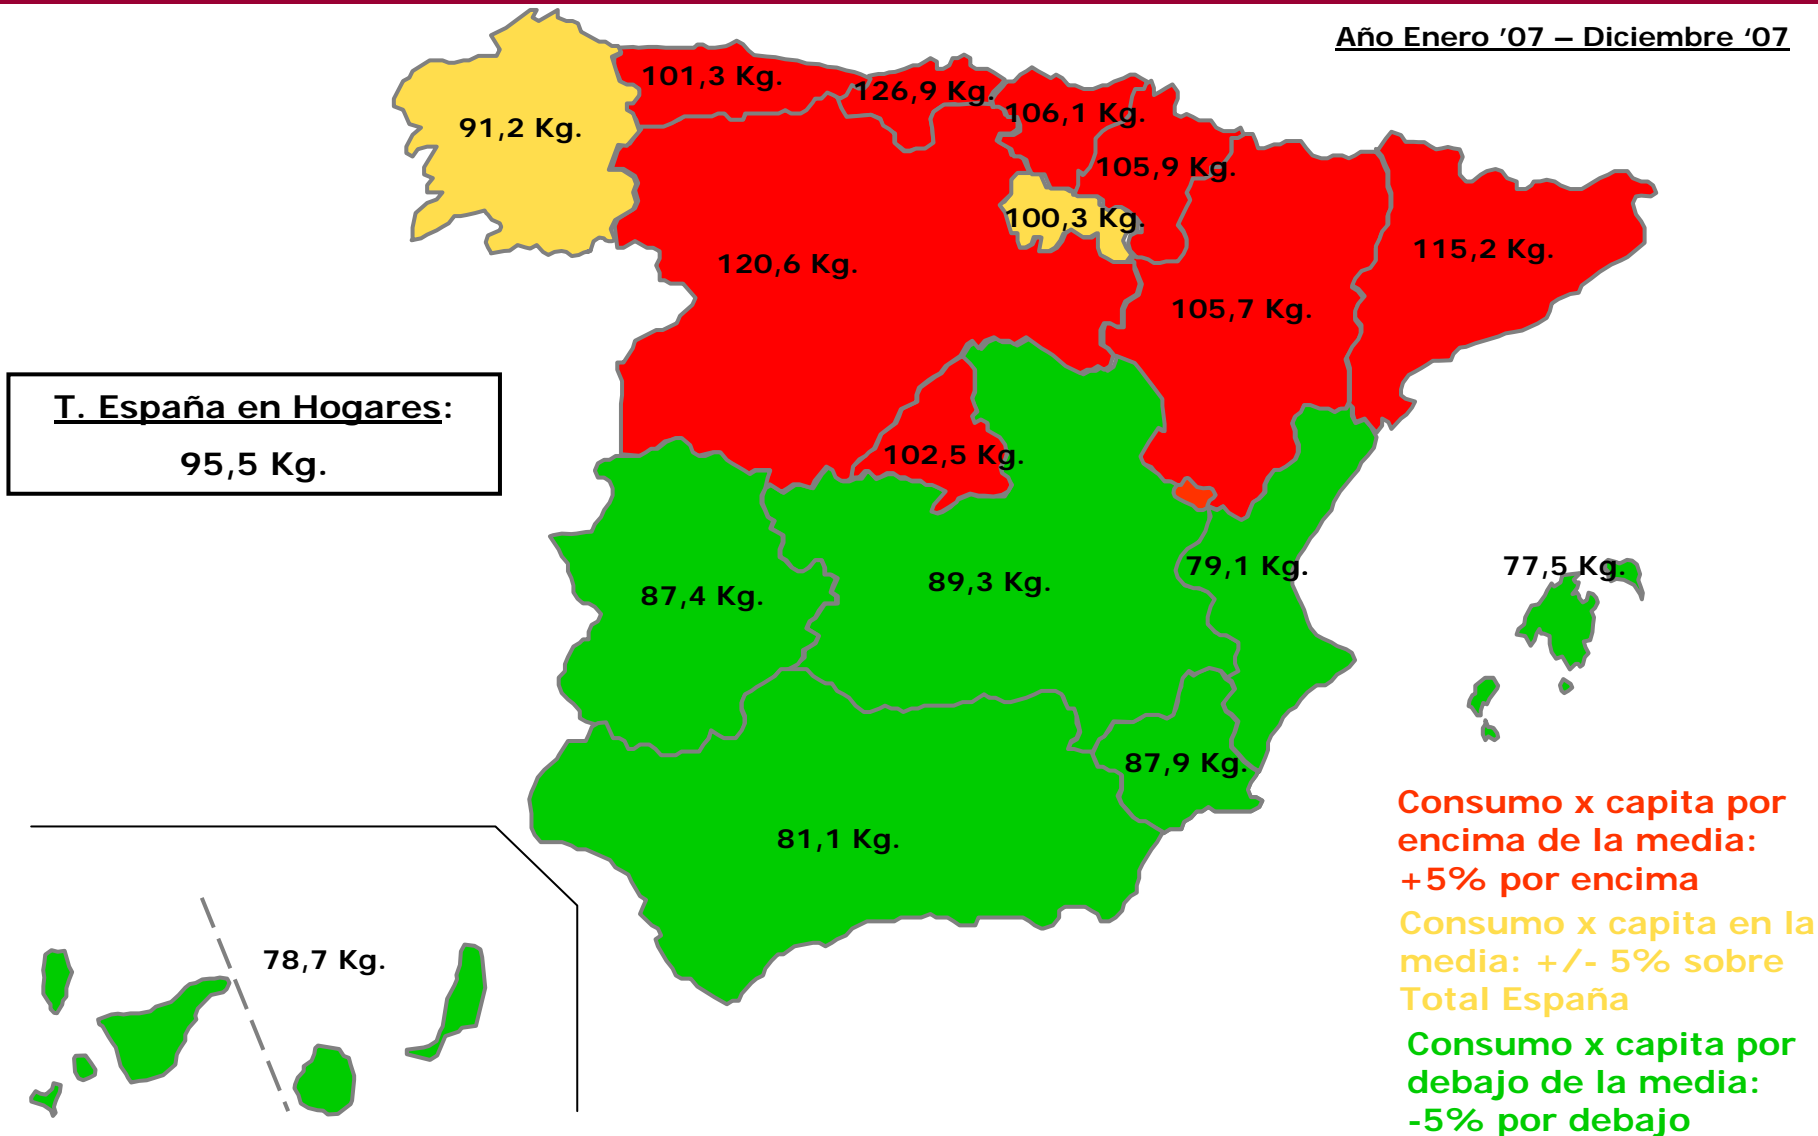 Año Enero '07 – Diciembre ‘07
101,3 Kg.
126,9 Kg.
106,1 Kg.
91,2 Kg.
105,9 Kg.
100,3 Kg.
120,6 Kg.
115,2 Kg.
105,7 Kg.
T. España en Hogares:
95,5 Kg.
102,5 Kg.
79,1 Kg.
77,5 Kg.
87,4 Kg.
89,3 Kg.
87,9 Kg.
81,1 Kg.
78,7 Kg.
Consumo x capita por
encima de la media:
+5% por encima
Consumo x capita en la
media: +/- 5% sobre
Total España
Consumo x capita por
debajo de la media:
-5% por debajo